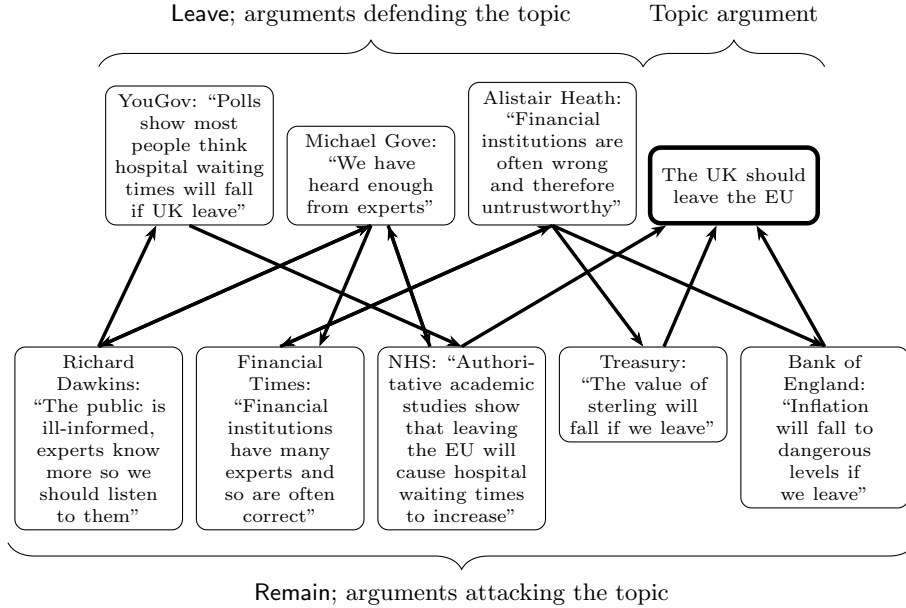 Leave; arguments defending the topic
Topic argument
YouGov: “Polls
show most
people think
hospital waiting
times will fall
if UK leave”
Michael Gove:
“We have
heard enough
from experts”
Alistair Heath:
“Financial
institutions are
often wrong
and therefore
untrustworthy”
The UK should
leave the EU
Richard
Dawkins:
“The public is
ill-informed,
experts know
more so we
should listen
to them”
Financial
Times:
“Financial
institutions
have many
experts and
so are often
correct”
NHS: “Authori-
tative academic
studies show
that leaving
the EU will
cause hospital
waiting times
to increase”
Treasury:
“The value of
sterling will
fall if we leave”
Bank of
England:
“Inflation
will fall to
dangerous
levels if
we leave”
Remain; arguments attacking the topic